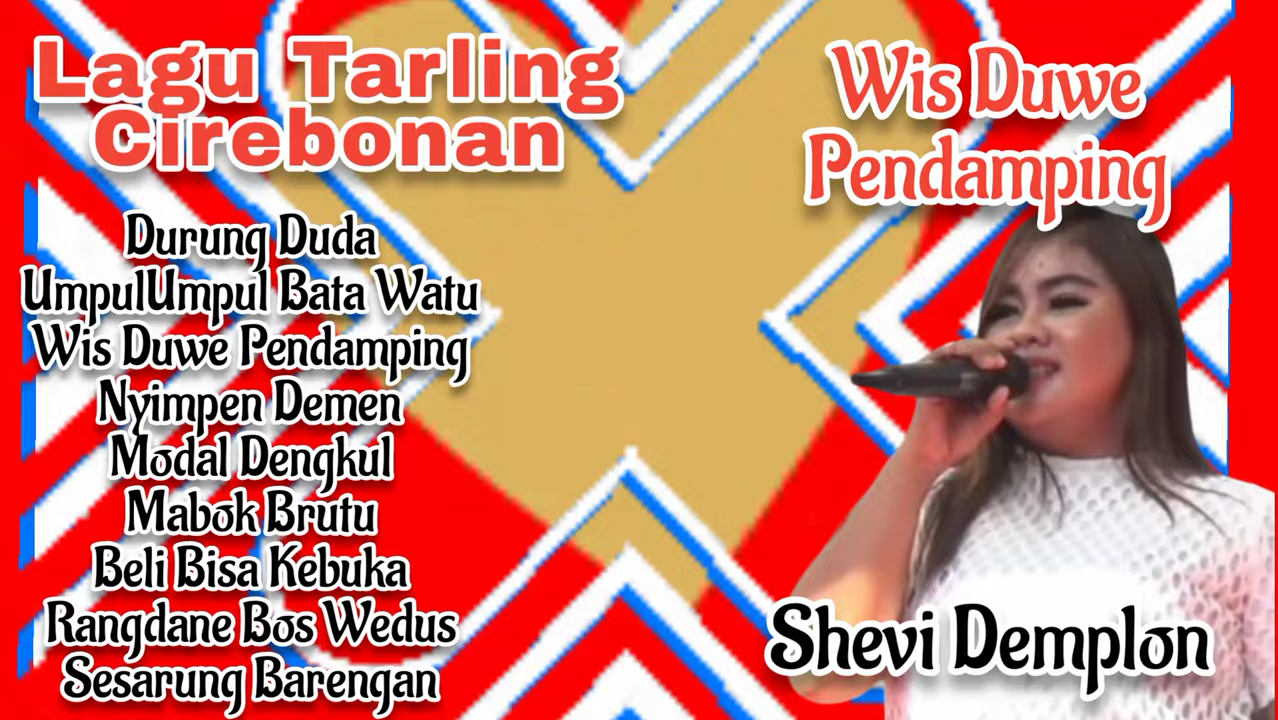 Lagu Tarling
Cirebonan
Durung Duda
UmpulUmpul Bata Watu
Wis Duwe Pendamping
Nyimpen Demen
Modal Dengkul
Mabok Brutu
Beli Bisa Kebuka
Rangdane Bos Wedus
Sesarung Barengan
Wis Duwe
Pendamping
Shevi Demplon